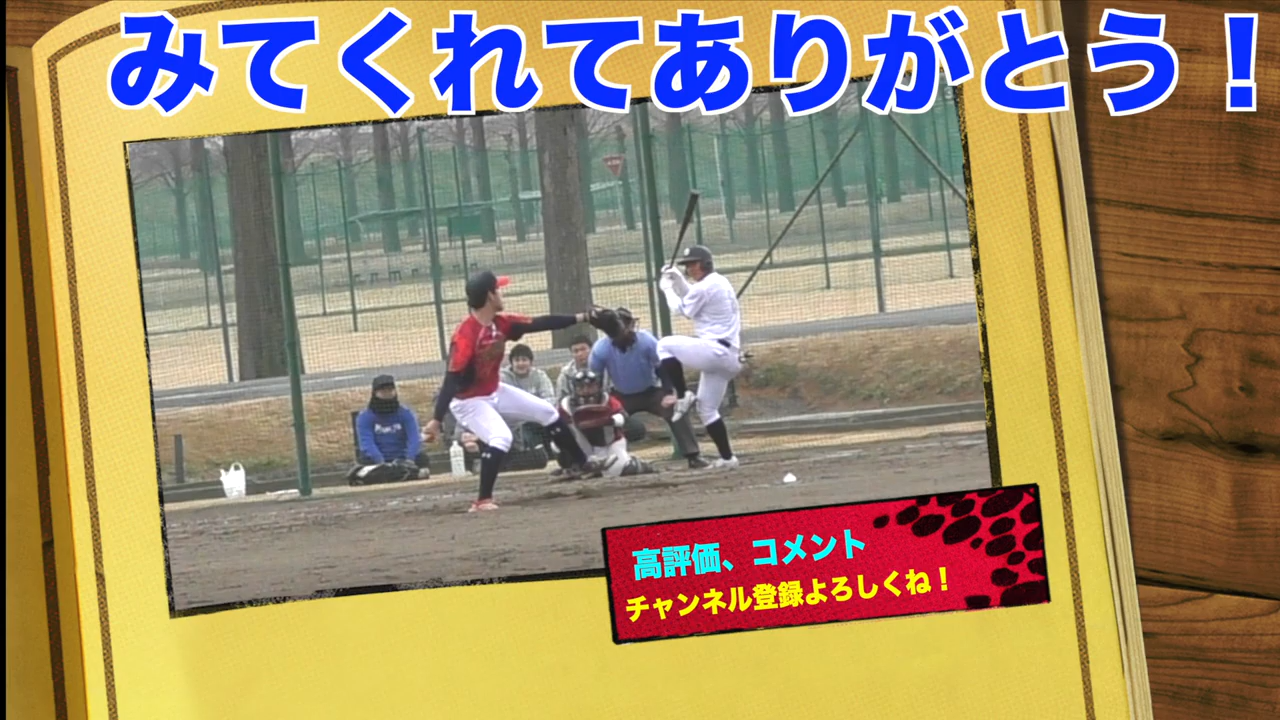 みてくれてありがとう！
高評価、コメント
チャンネル登録よろしくね！